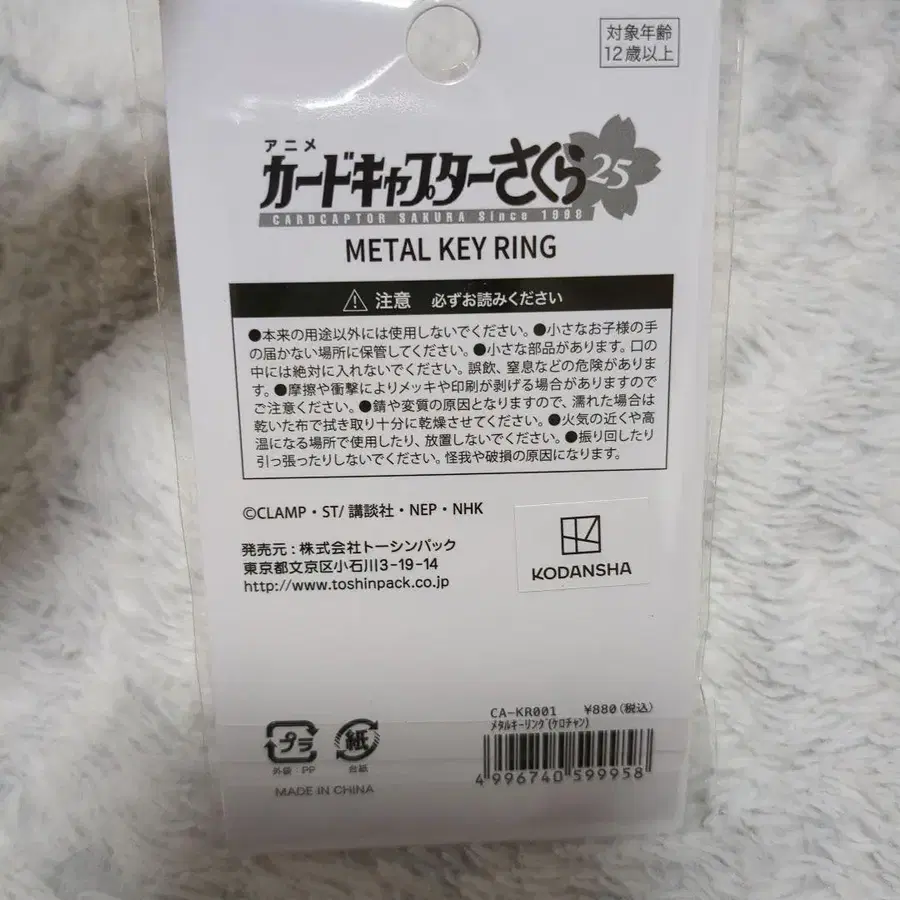 対象年齢
12歳以上
アニメ
カードキャプターさくら 25
CARDCAPTOR SAKURA Since 1998
METAL KEY RING
注意 必ずお読みください
●本来の用途以外には使用しないでください。●小さなお子様の手
の届かない場所に保管してください。●小さな部品があります。口の
中には絶対に入れないでください。誤飲、窒息などの危険がありま
す。●摩擦や衝撃によりメッキや印刷が剥げる場合がありますので
ご注意ください。●錆や変質の原因となりますので、濡れた場合は
乾いた布で拭き取り十分に乾燥させてください。●火気の近くや高
温になる場所で使用したり、放置しないでください。●振り回したり
引っ張ったりしないでください。怪我や破損の原因になります。
©CLAMP・ST/講談社・NEP・NHK
発売元:株式会社トーシンパック
東京都文京区小石川3-19-14
http://www.toshinpack.co.jp
KODANSHA
CA-KR001 ¥880(税込)
メタルキーリング(ケロチャン)
4 996740 599958
プラ 紙
外袋:PP 台紙
MADE IN CHINA